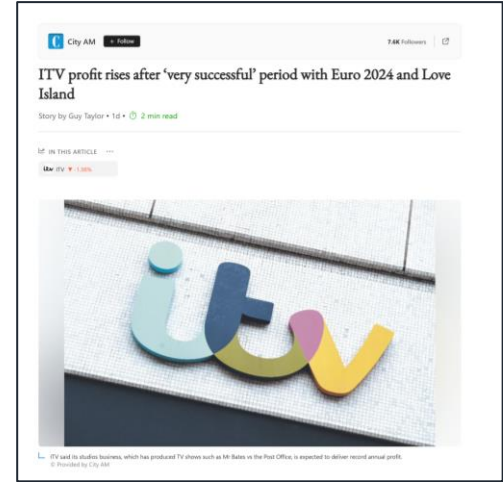 City AM + Follow 7.6K Followers
ITV profit rises after ‘very successful’ period with Euro 2024 and Love
Island
Story by Guy Taylor • 1d • 2 min read
IN THIS ARTICLE ...
itv ITV ▼ -1.98%
itv
ITV said its studios business, which has produced TV shows such as Mr Bates vs the Post Office, is expected to deliver record annual profit.
© Provided by City AM